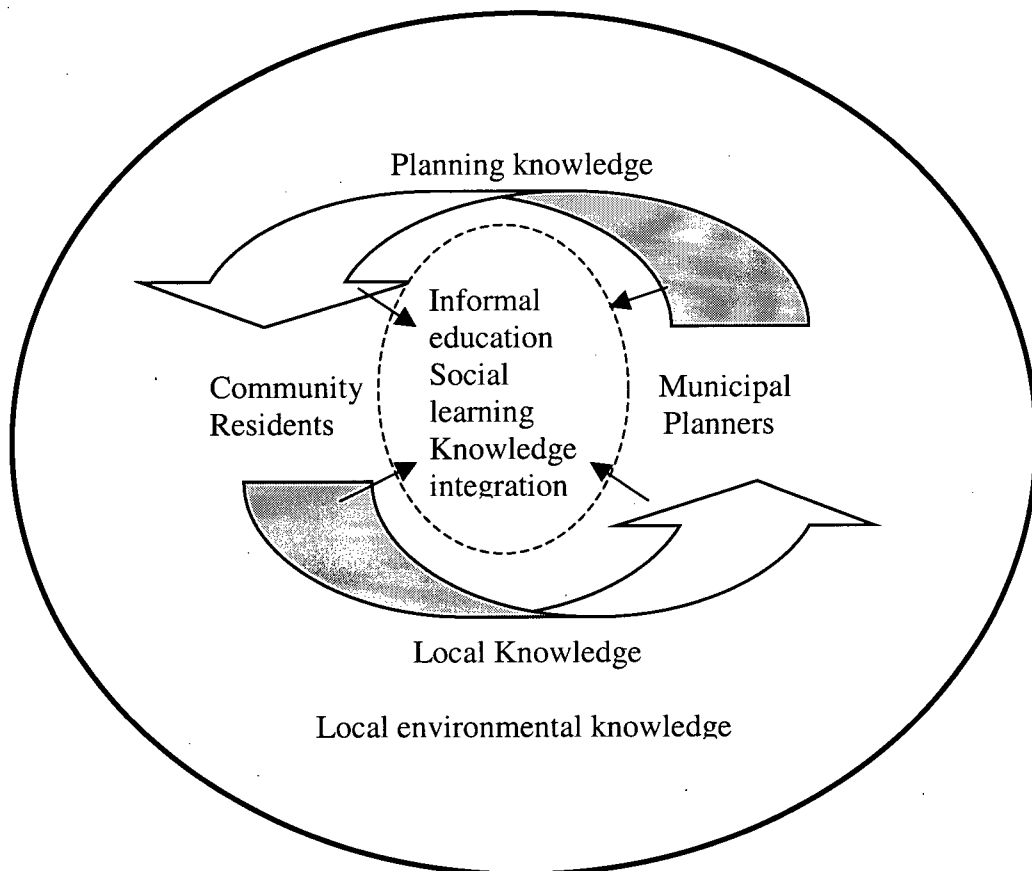 Planning knowledge
Informal
education
Social
learning
Knowledge
integration
Community
Residents
Municipal
Planners
Local Knowledge
Local environmental knowledge